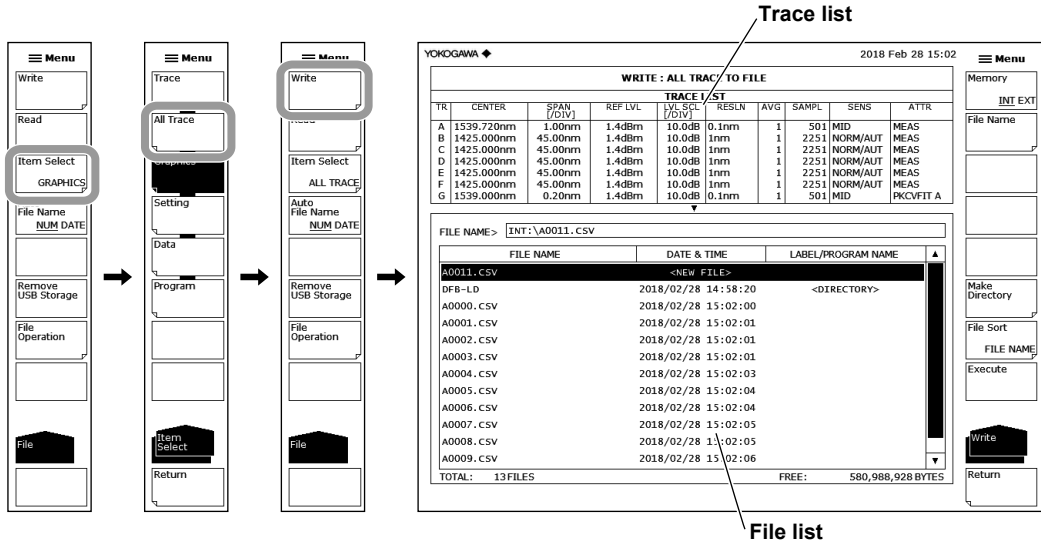 Trace list
Menu
Write
Read
Item Select
GRAPHICS
File Name
NUM DATE
Remove
USB Storage
File
Operation
File
Menu
Trace
All Trace
Graphics
Setting
Data
Program
Item
Select
Return
Menu
Write
Read
Item Select
ALL TRACE
Auto
File Name
NUM DATE
Remove
USB Storage
File
Operation
File
YOKOGAWA 2018 Feb 28 15:02
WRITE : ALL TRACE TO FILE
TRACE LIST
TR CENTER SPAN [/DIV] REF LVL LVL SCL [/DIV] RESLN AVG SAMPL SENS ATTR
A 1539.720nm 1.00nm 1.4dBm 10.0dB 0.1nm 1 501 MID MEAS
B 1425.000nm 45.00nm 1.4dBm 10.0dB 1nm 1 2251 NORM/AUT MEAS
C 1425.000nm 45.00nm 1.4dBm 10.0dB 1nm 1 2251 NORM/AUT MEAS
D 1425.000nm 45.00nm 1.4dBm 10.0dB 1nm 1 2251 NORM/AUT MEAS
E 1425.000nm 45.00nm 1.4dBm 10.0dB 1nm 1 2251 NORM/AUT MEAS
F 1425.000nm 45.00nm 1.4dBm 10.0dB 1nm 1 2251 NORM/AUT MEAS
G 1539.720nm 0.20nm 1.4dBm 10.0dB 0.1nm 1 501 MID PKCVFIT A
FILE NAME> INT:\A0011.CSV
FILE NAME DATE & TIME LABEL/PROGRAM NAME
A0011.CSV <NEW FILE>
DFB-LD 2018/02/28 14:58:20 <DIRECTORY>
A0000.CSV 2018/02/28 15:02:00
A0001.CSV 2018/02/28 15:02:01
A0002.CSV 2018/02/28 15:02:01
A0003.CSV 2018/02/28 15:02:01
A0004.CSV 2018/02/28 15:02:03
A0005.CSV 2018/02/28 15:02:04
A0006.CSV 2018/02/28 15:02:04
A0007.CSV 2018/02/28 15:02:05
A0008.CSV 2018/02/28 15:02:05
A0009.CSV 2018/02/28 15:02:06
TOTAL: 13FILES FREE: 580,988,928 BYTES
Menu
Memory
INT EXT
File Name
Make
Directory
File Sort
FILE NAME
Execute
Write
Return
File list